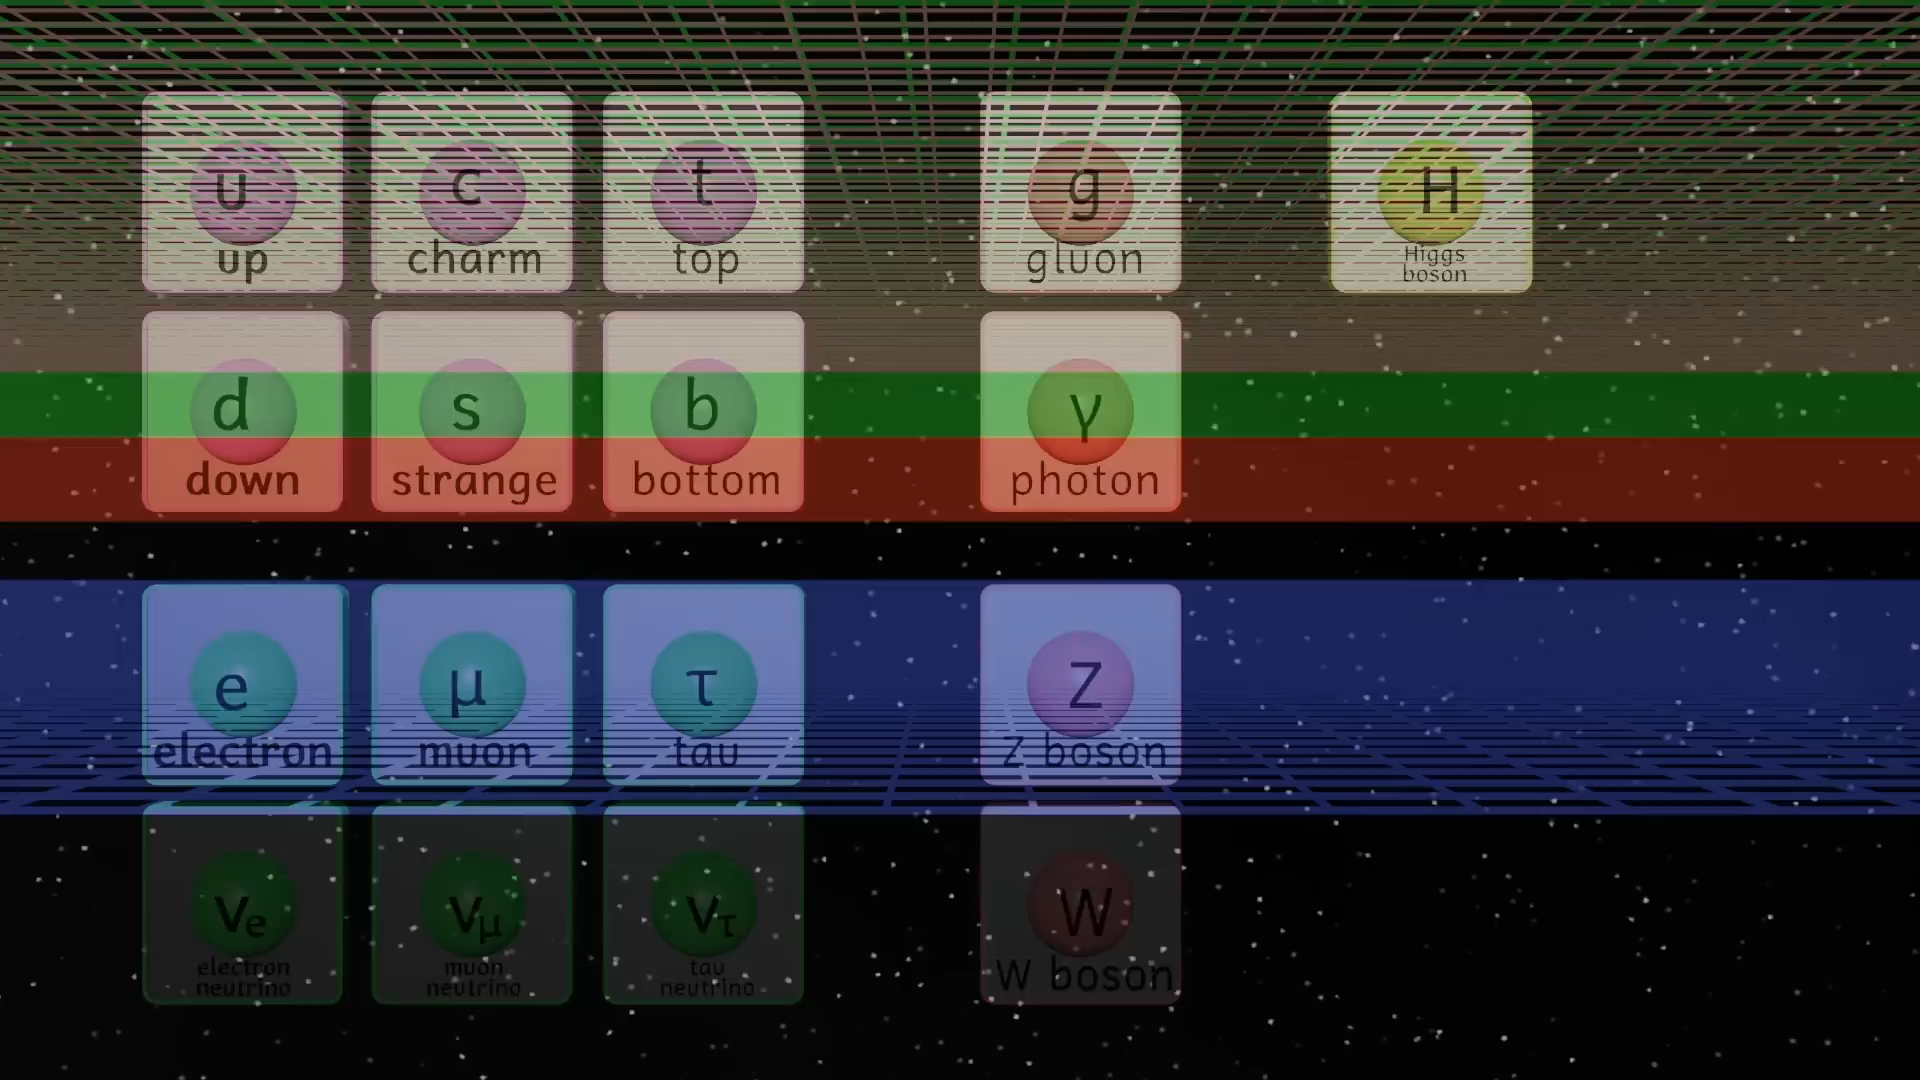 u
up
c
charm
t
top
g
gluon
H
Higgs
boson
d
down
s
strange
b
bottom
γ
photon
e
electron
μ
muon
τ
tau
Z
Z boson
νe
electron
neutrino
νμ
muon
neutrino
ντ
tau
neutrino
W
W boson